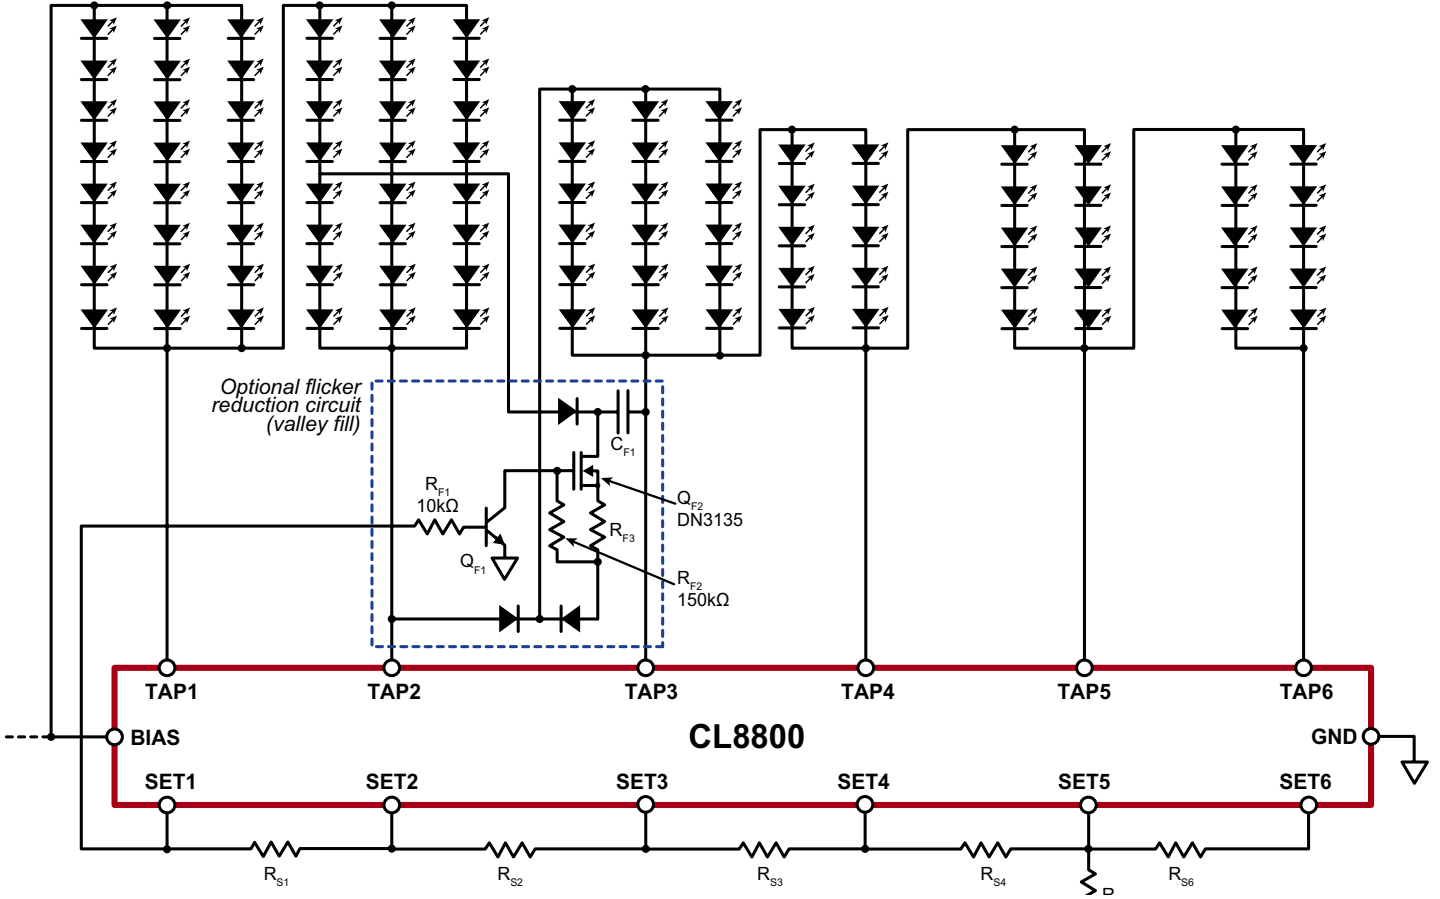 Optional flicker
reduction circuit
(valley fill)
CF1
RF1
10kΩ
QF1
RF3
QF2
DN3135
RF2
150kΩ
TAP1 TAP2 TAP3 TAP4 TAP5 TAP6
BIAS CL8800 GND
SET1 SET2 SET3 SET4 SET5 SET6
RS1 RS2 RS3 RS4 RS6